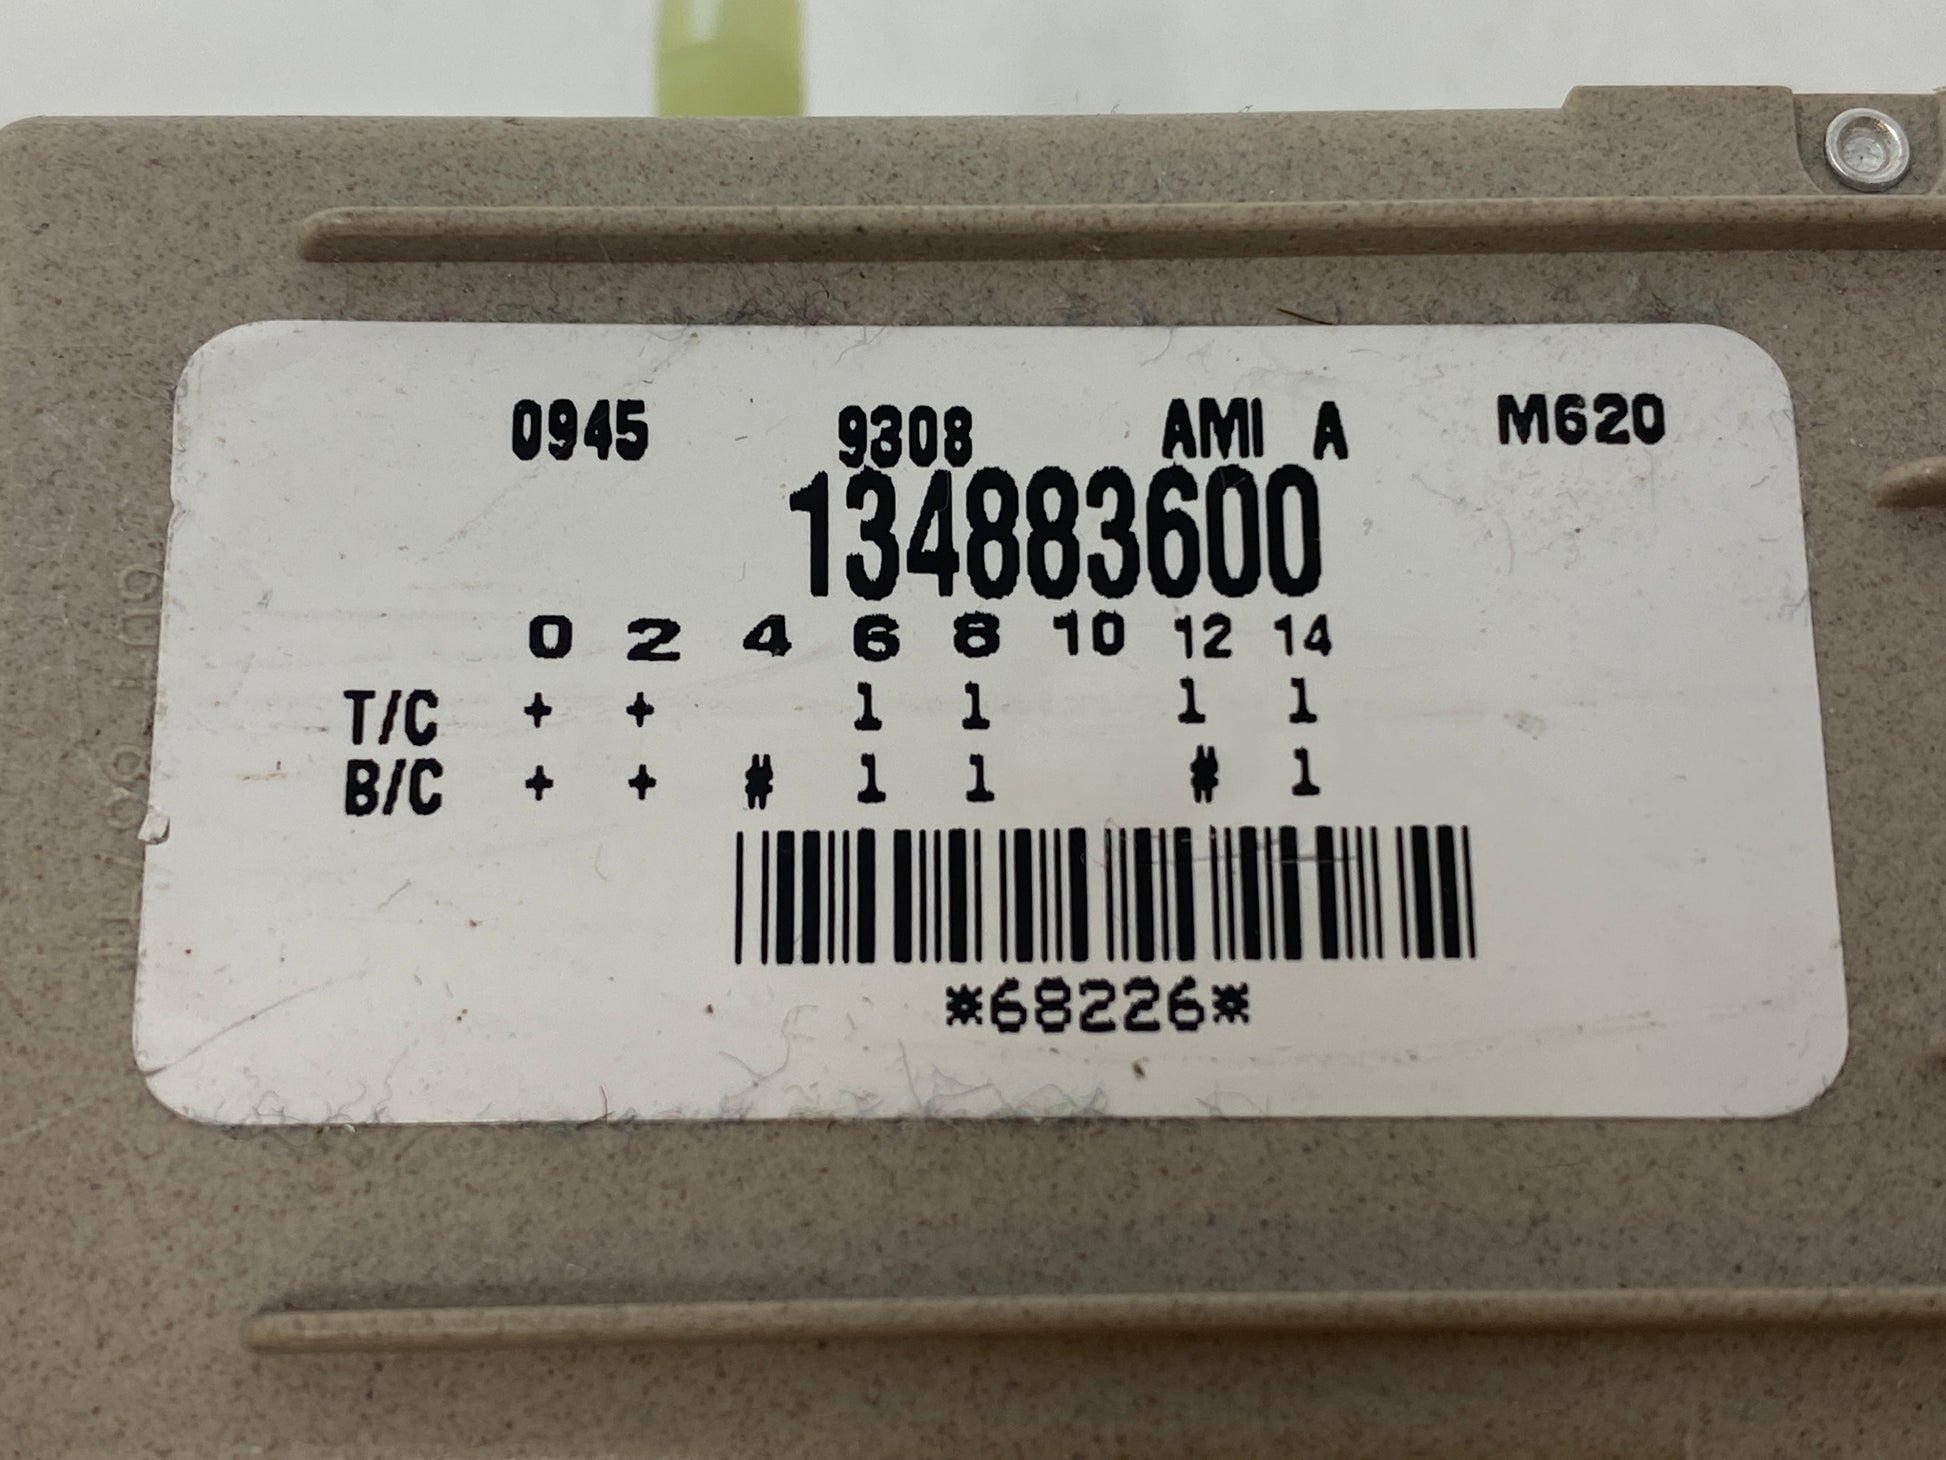 0945 9308 AMI A M620
134883600
0 2 4 6 8 10 12 14
T/C + + 1 1 1 1
B/C + + # 1 1 # 1
*68226*